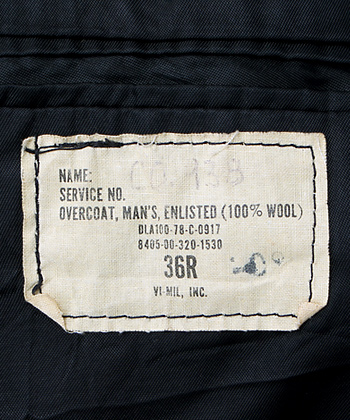 NAME:
SERVICE NO.
OVERCOAT, MAN'S, ENLISTED (100% WOOL)
DLA100-78-C-0917
8405-00-320-1530
36R
VI-MIL, INC.